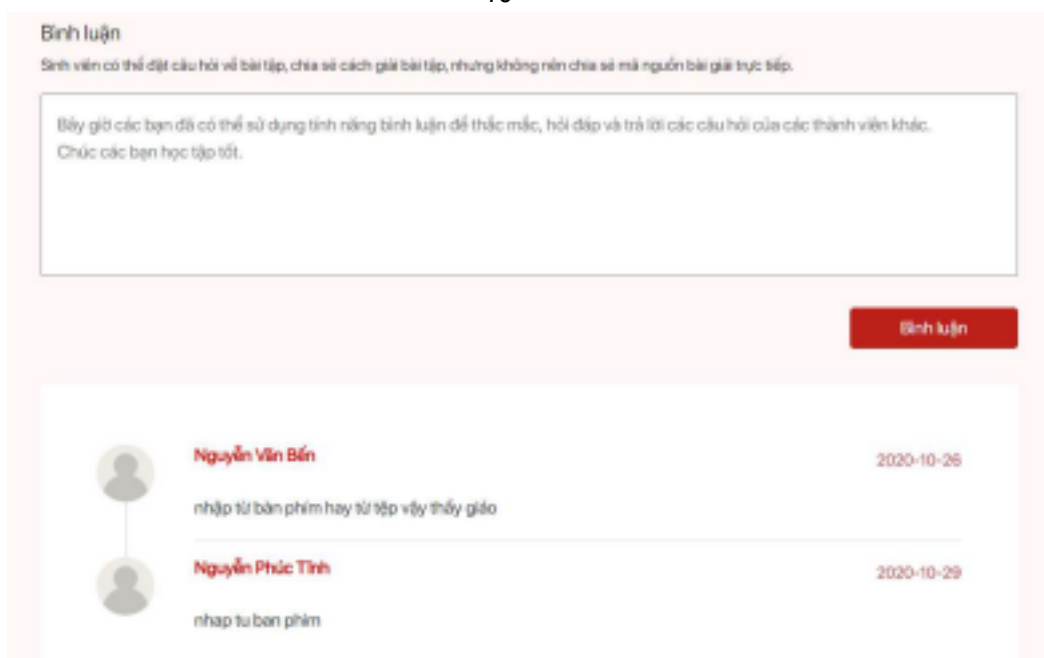 Bình luận
Sinh viên có thể đặt câu hỏi về bài tập, chia sẻ cách giải bài tập, nhưng không nên chia sẻ mã nguồn bài giải trực tiếp.
Bây giờ các bạn đã có thể sử dụng tính năng bình luận để thắc mắc, hỏi đáp và trả lời các câu hỏi của các thành viên khác.
Chúc các bạn học tập tốt.
Bình luận
Nguyễn Văn Bến
2020-10-26
nhập từ bàn phím hay từ tệp vậy thầy giáo
Nguyễn Phúc Tĩnh
2020-10-29
nhap tu ban phim